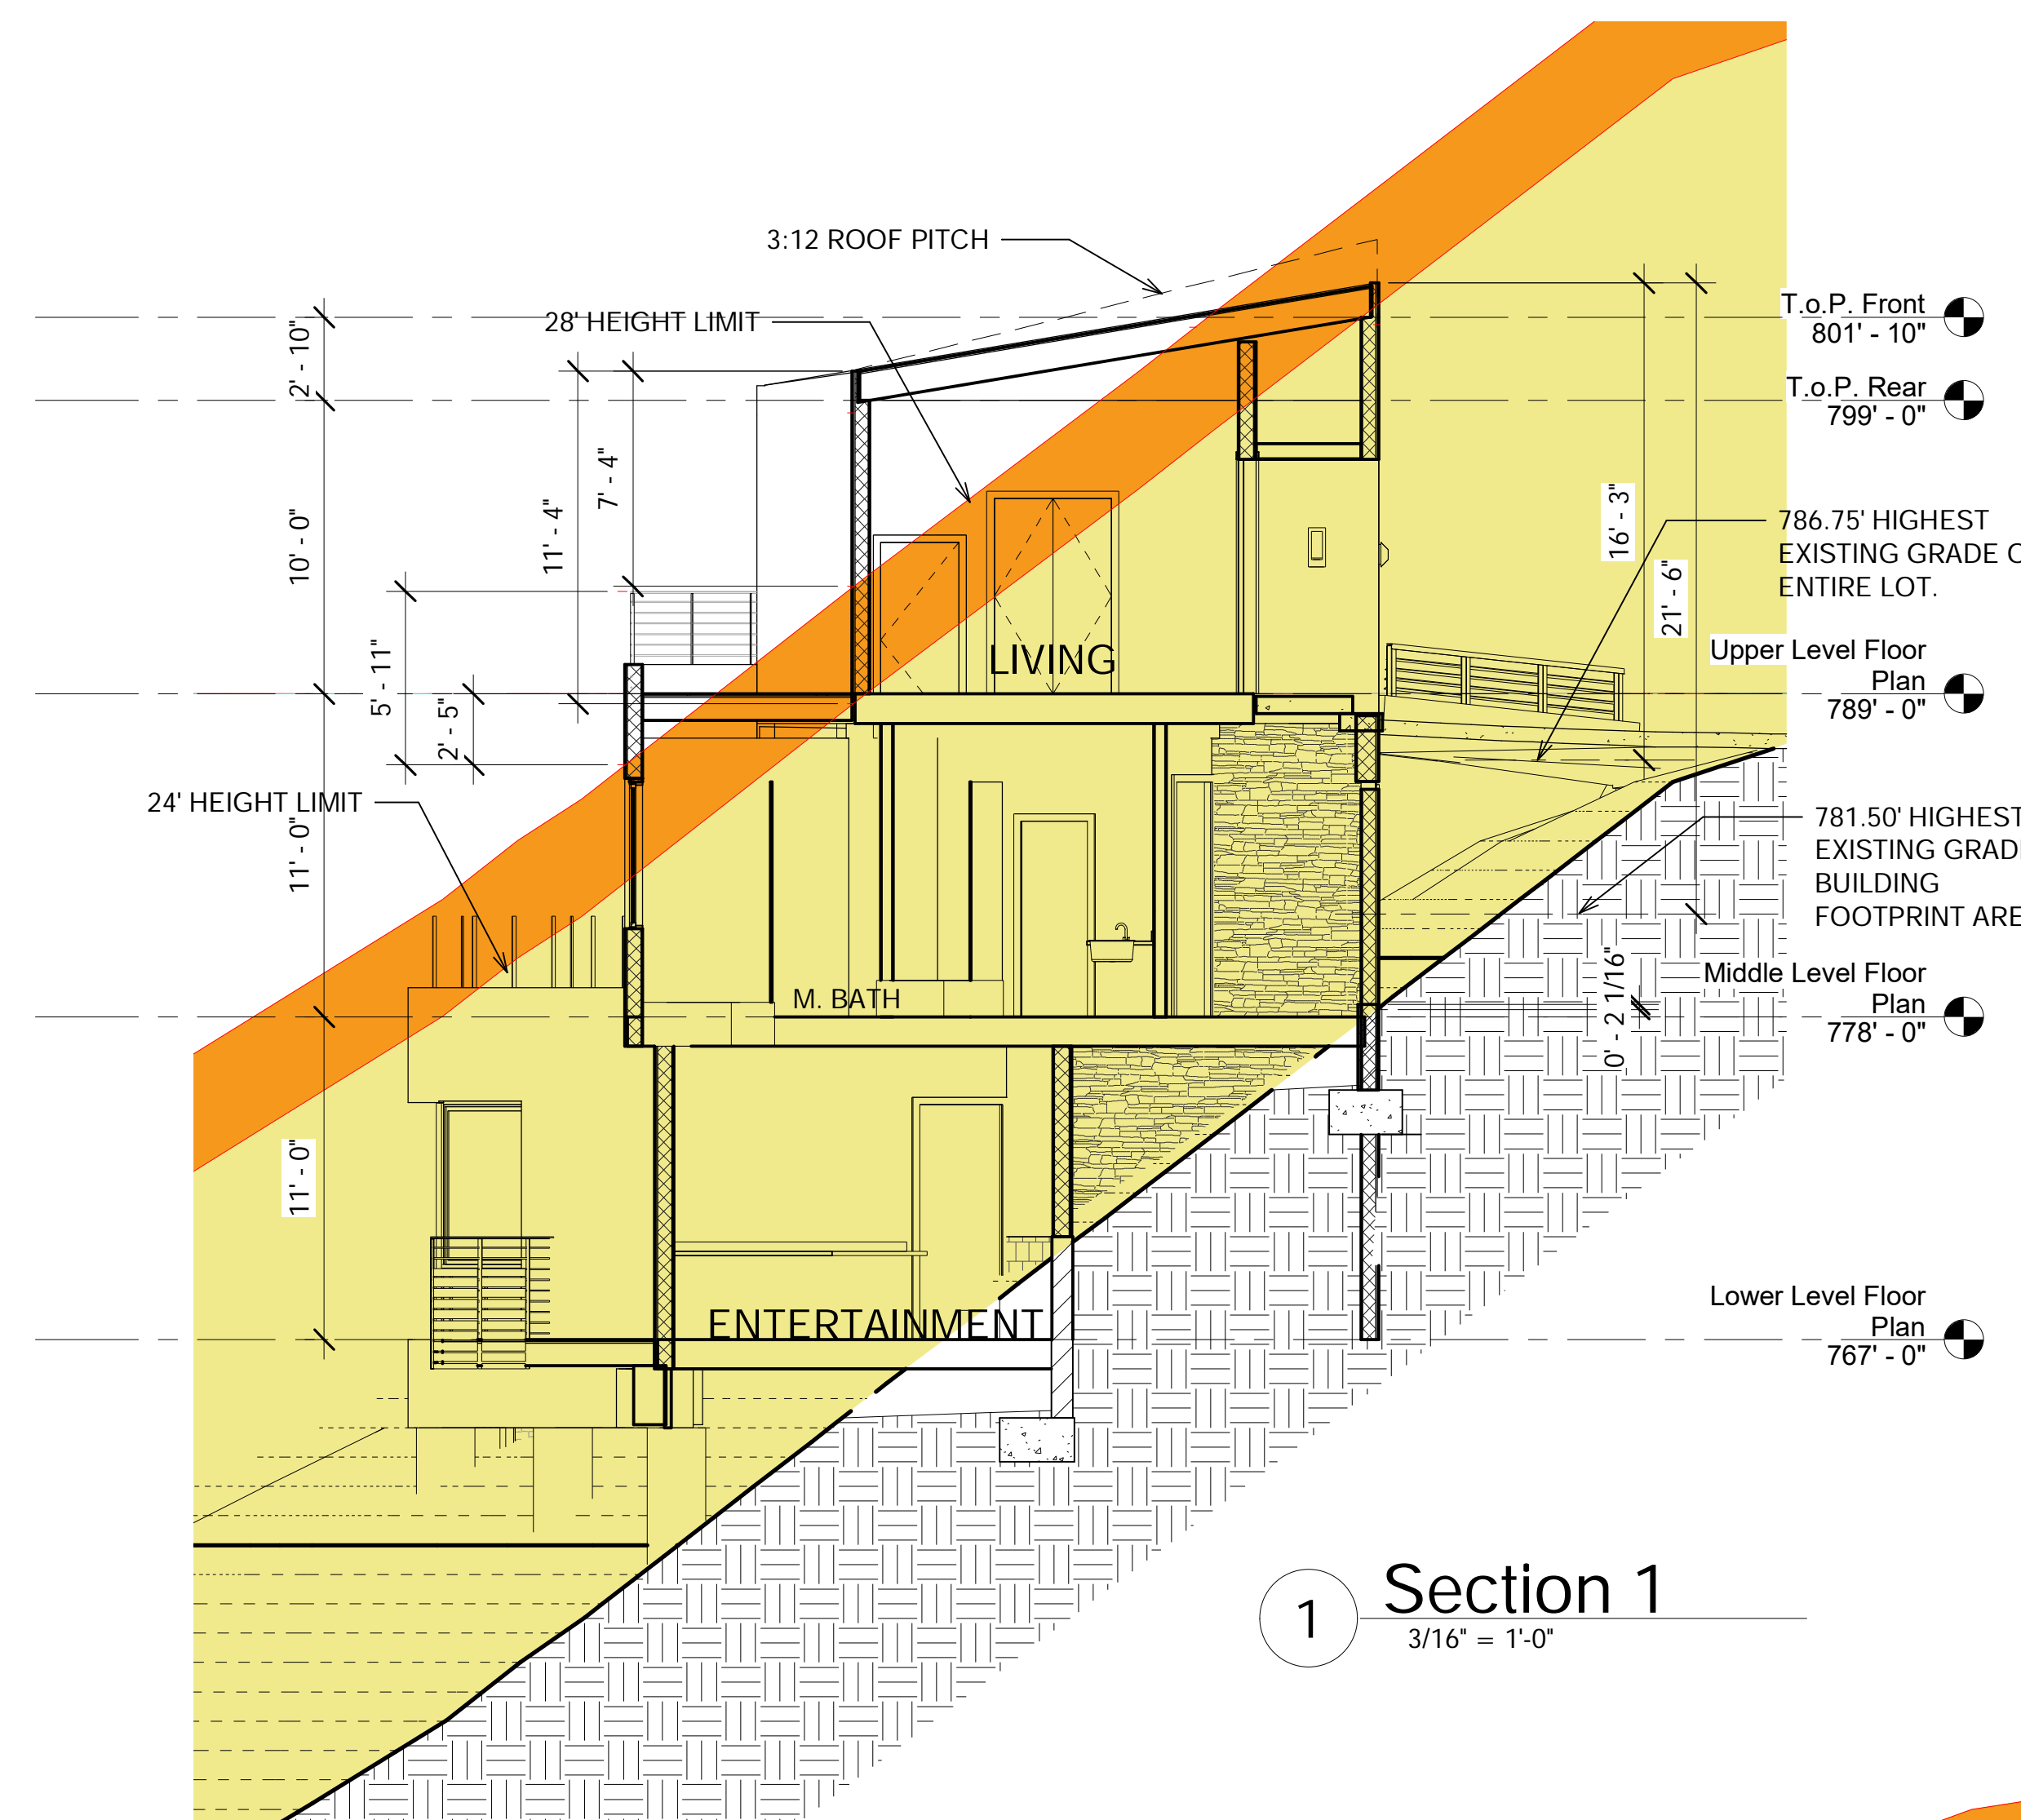 3:12 ROOF PITCH
28' HEIGHT LIMIT
24' HEIGHT LIMIT
2' - 10"
10' - 0"
11' - 0"
11' - 0"
5' - 11"
2' - 5"
11' - 4"
7' - 4"
16' - 3"
21' - 6"
0' - 2 1/16"
T.o.P. Front
801' - 10"
T.o.P. Rear
799' - 0"
786.75' HIGHEST
EXISTING GRADE
ENTIRE LOT.
Upper Level Floor
Plan
789' - 0"
781.50' HIGHEST
EXISTING
BUILDING
FOOTPRINT
Middle Level Floor
Plan
778' - 0"
Lower Level Floor
Plan
767' - 0"
LIVING
M. BATH
ENTERTAINMENT
1
Section 1
3/16" = 1'-0"